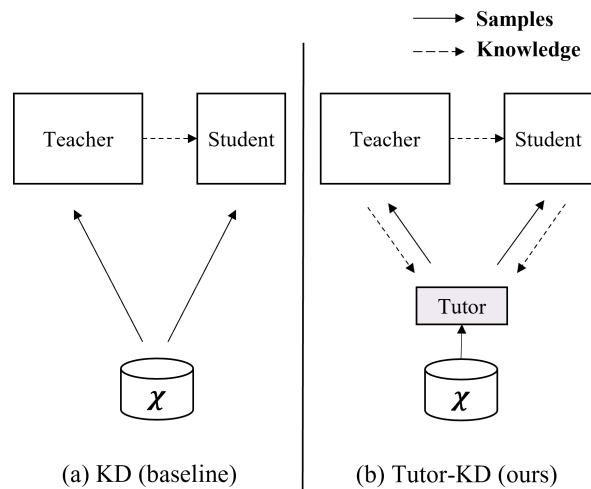 Samples
Knowledge
Teacher
Student
χ
(a) KD (baseline)
Teacher
Student
Tutor
χ
(b) Tutor-KD (ours)